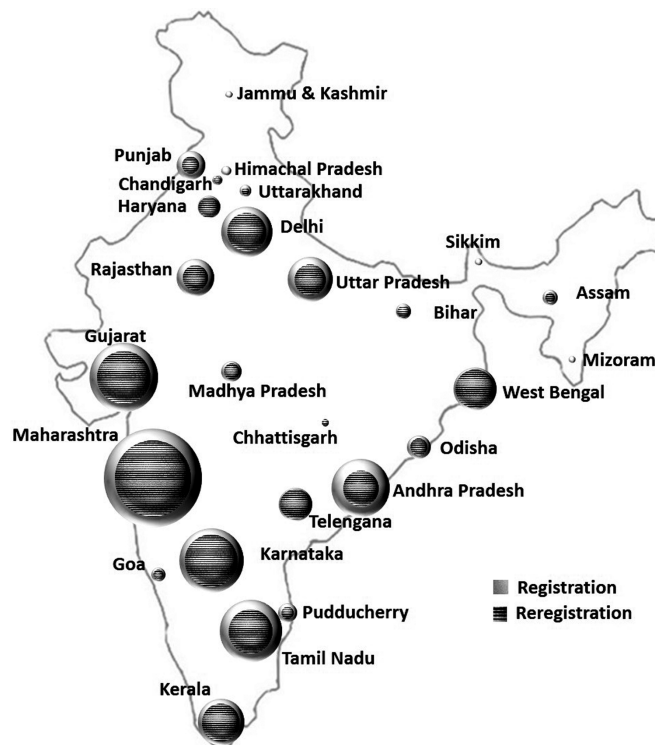 Jammu & Kashmir
Punjab
Himachal Pradesh
Chandigarh
Uttarakhand
Haryana
Delhi
Sikkim
Rajasthan
Uttar Pradesh
Assam
Bihar
Gujarat
Mizoram
Madhya Pradesh
West Bengal
Maharashtra
Chhattisgarh
Odisha
Andhra Pradesh
Telengana
Karnataka
Goa
Registration
Pudducherry
Reregistration
Tamil Nadu
Kerala